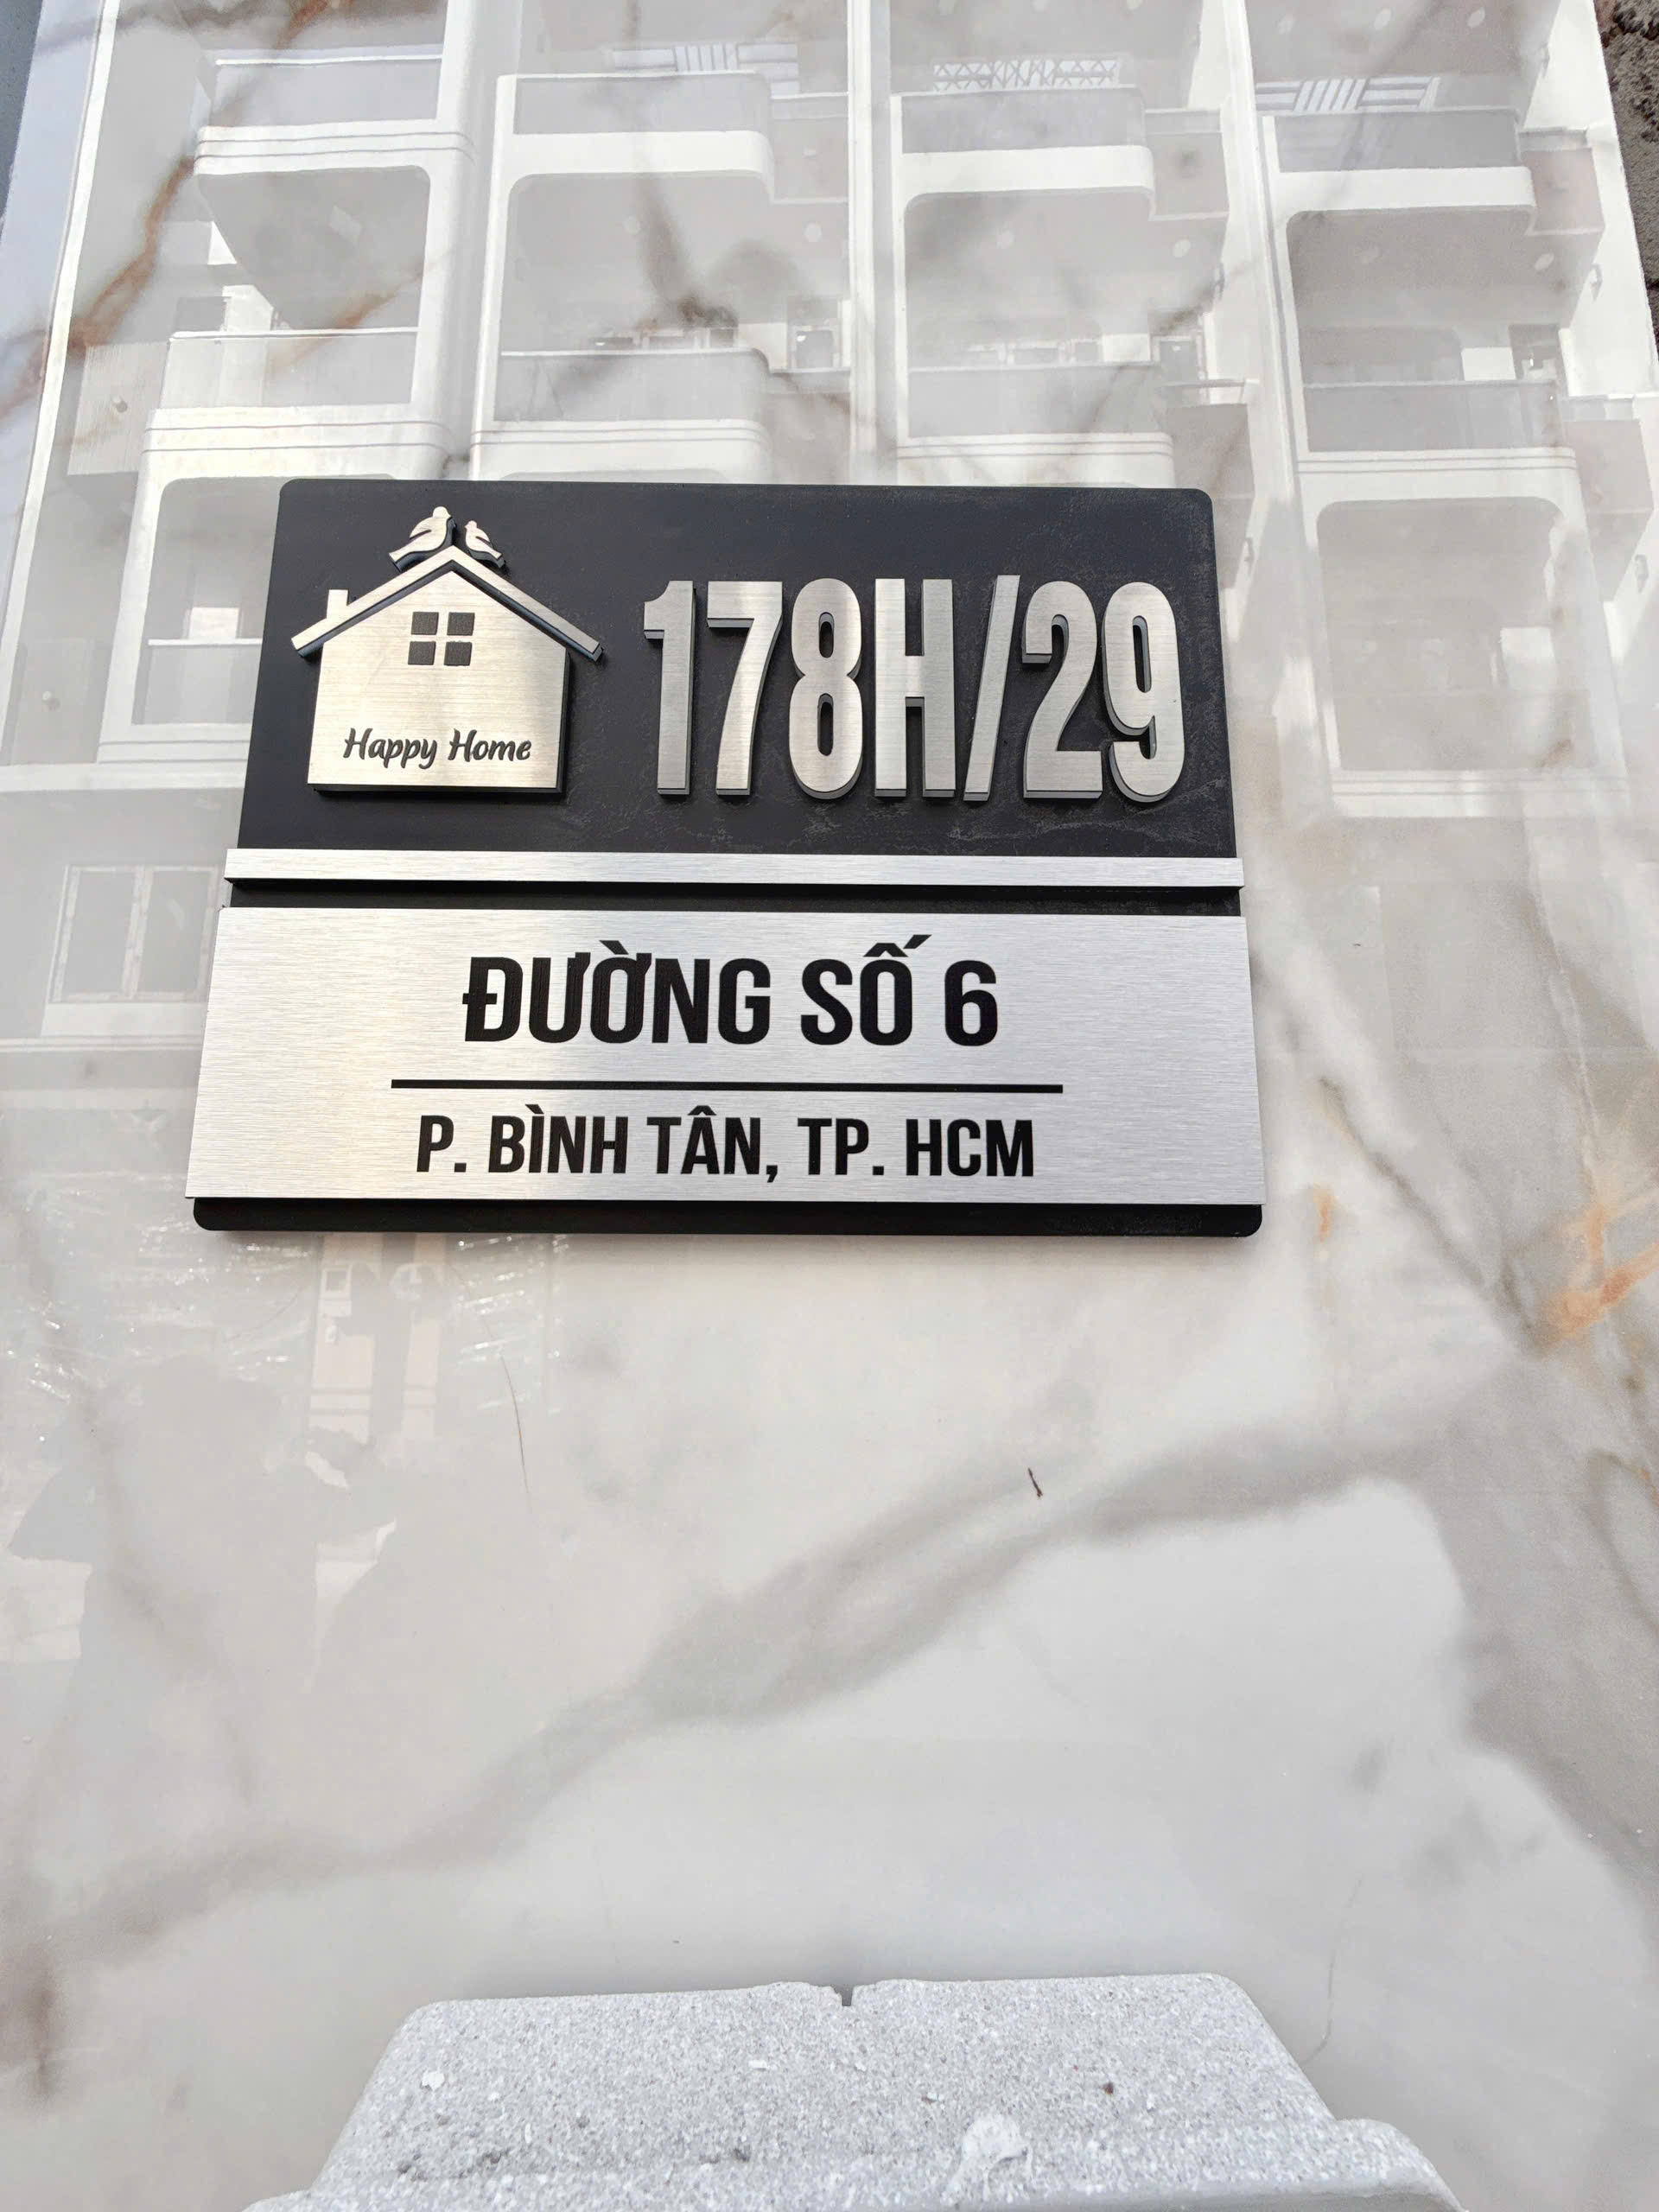 178H/29
Happy Home
ĐƯỜNG SỐ 6
P. BÌNH TÂN, TP. HCM